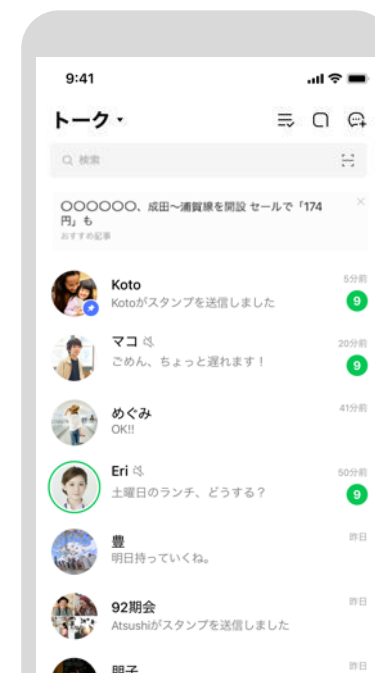 9:41
トーク
検索
〇〇〇〇〇〇、成田～浦賀線を開設 セールで「174
円」も
おすすめ記事
Koto
5分前
Kotoがスタンプを送信しました
9
マコ
20分前
ごめん、ちょっと遅れます！
9
めぐみ
41分前
OK!!
Eri
50分前
土曜日のランチ、どうする？
9
豊
昨日
明日持っていくね。
92期会
昨日
Atsushiがスタンプを送信しました
朋子
昨日